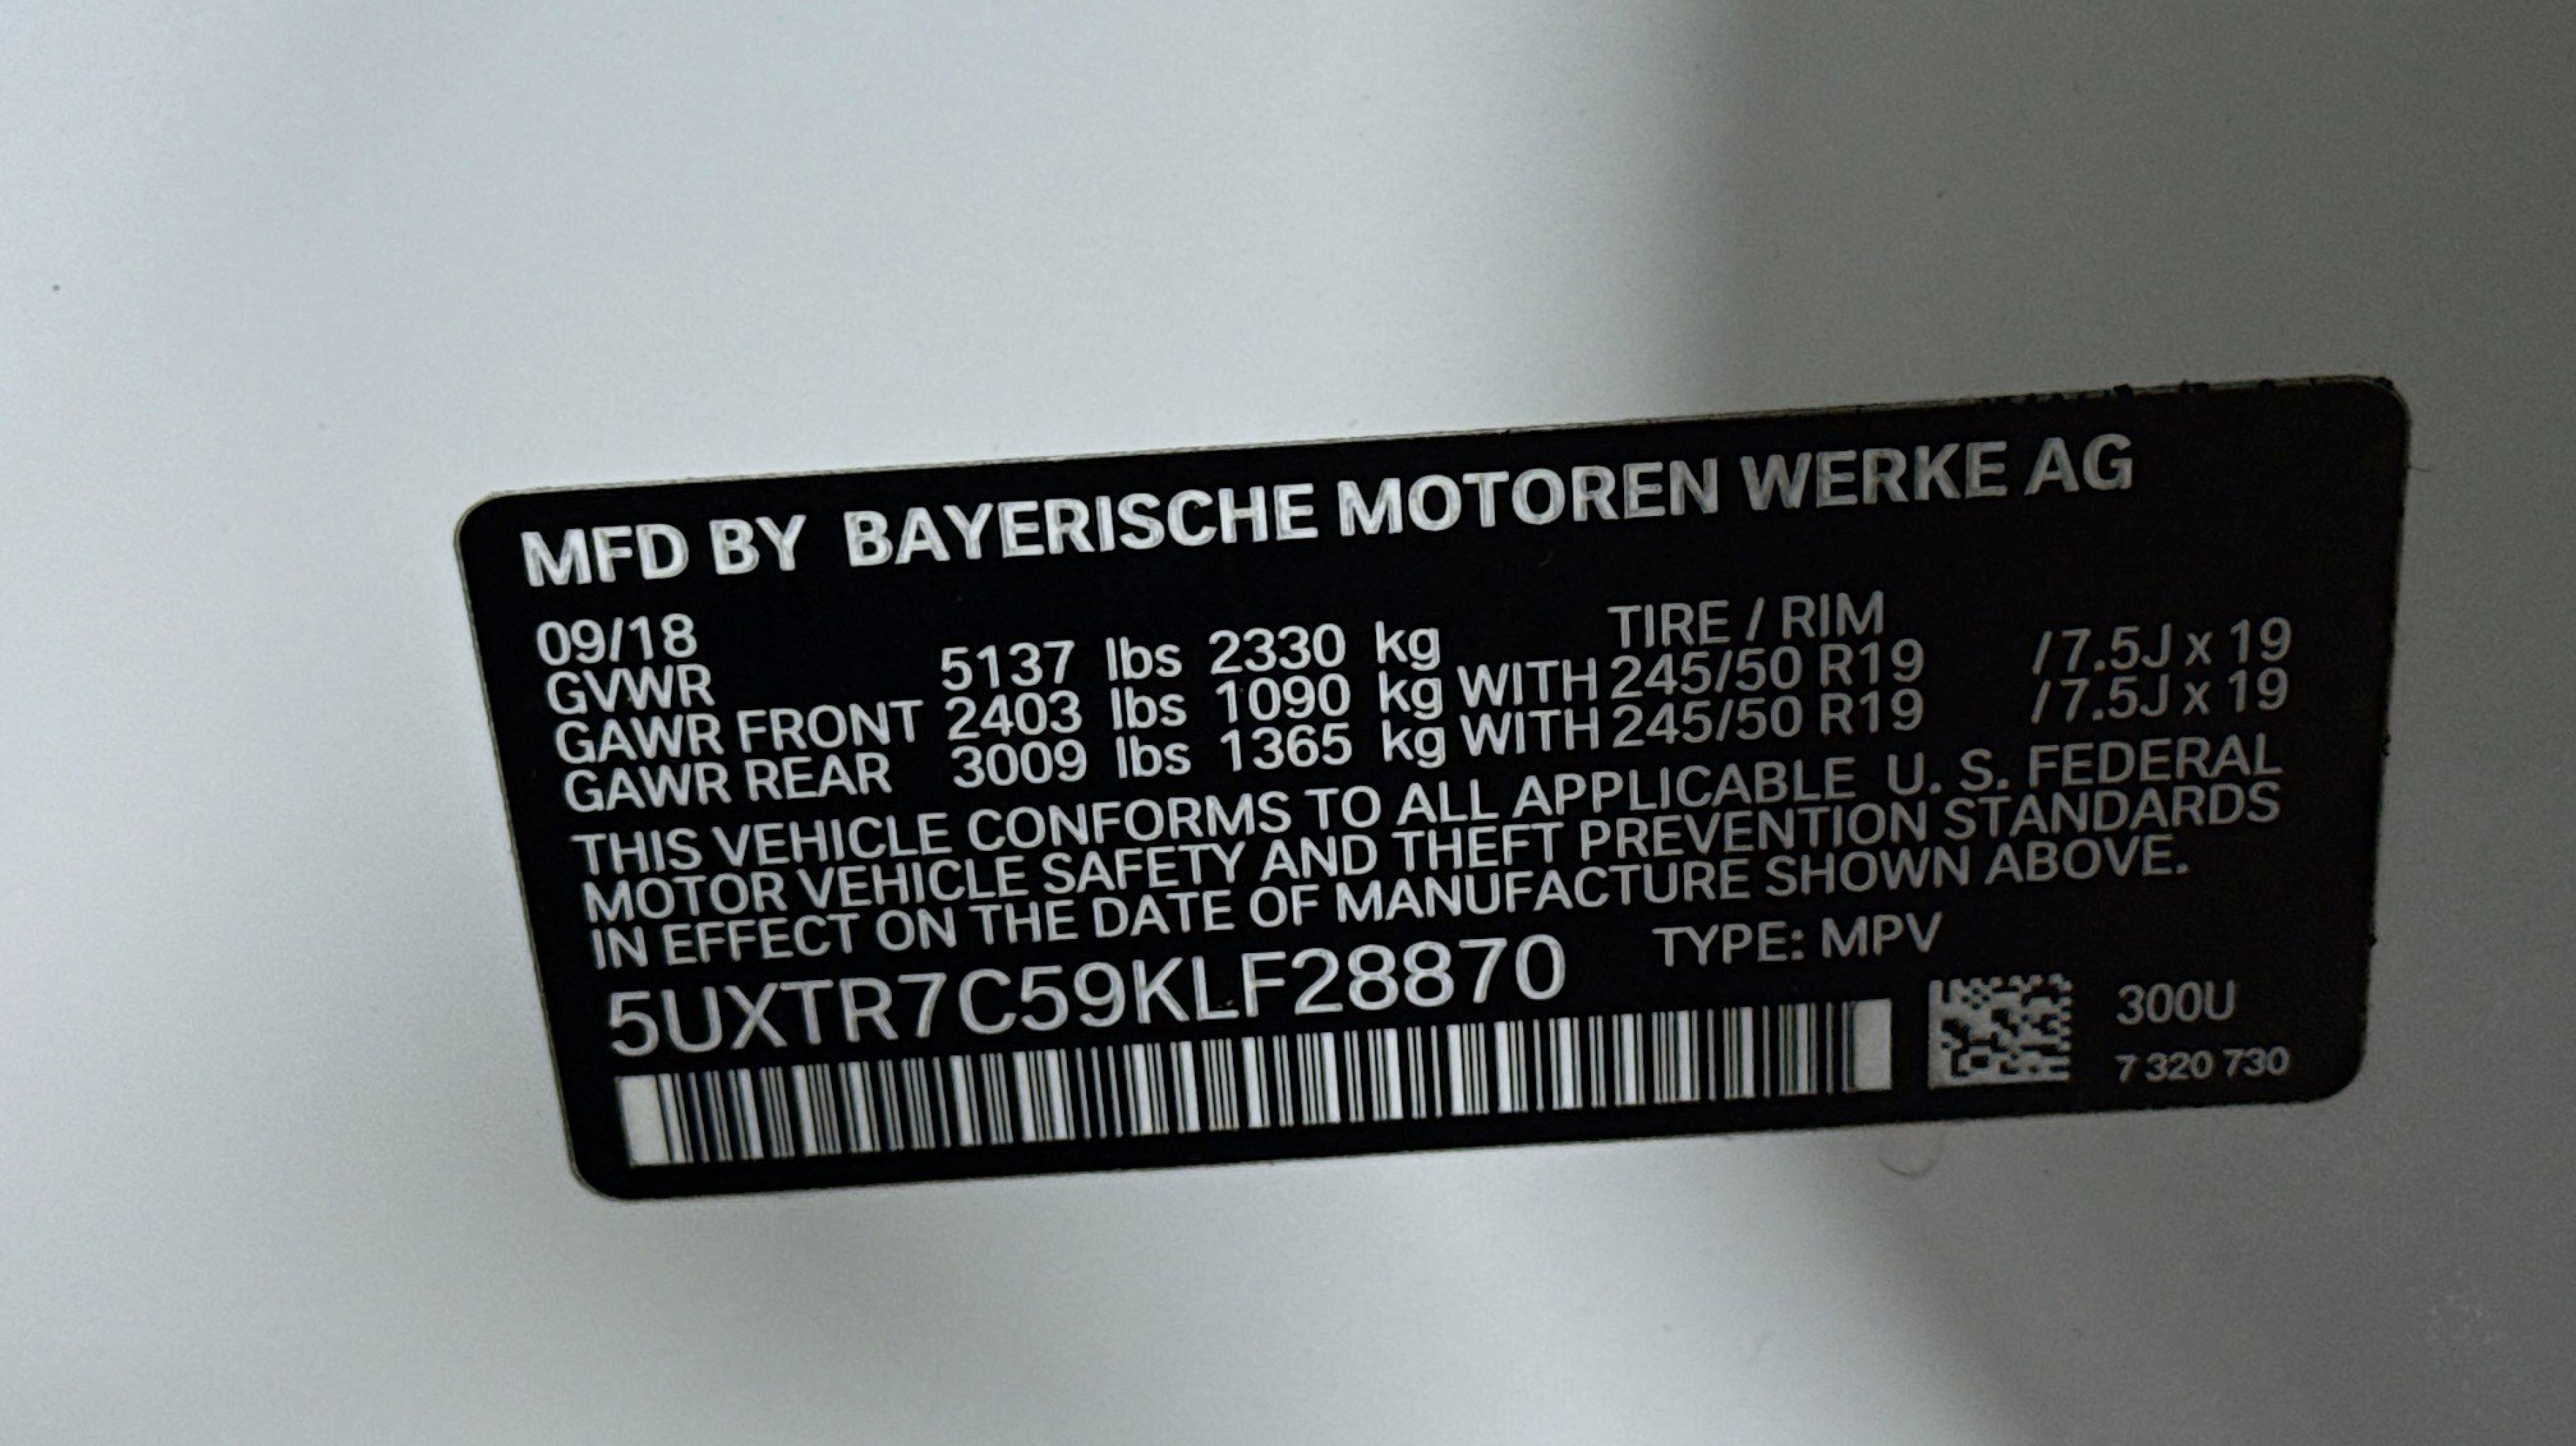 MFD BY BAYERISCHE MOTOREN WERKE AG
09/18 TIRE / RIM
GVWR 5137 lbs 2330 kg
GAWR FRONT 2403 lbs 1090 kg WITH 245/50 R19 / 7.5J x 19
GAWR REAR 3009 lbs 1365 kg WITH 245/50 R19 / 7.5J x 19
THIS VEHICLE CONFORMS TO ALL APPLICABLE U. S. FEDERAL
MOTOR VEHICLE SAFETY AND THEFT PREVENTION STANDARDS
IN EFFECT ON THE DATE OF MANUFACTURE SHOWN ABOVE.
5UXTR7C59KLF28870 TYPE: MPV
300U
7 320 730